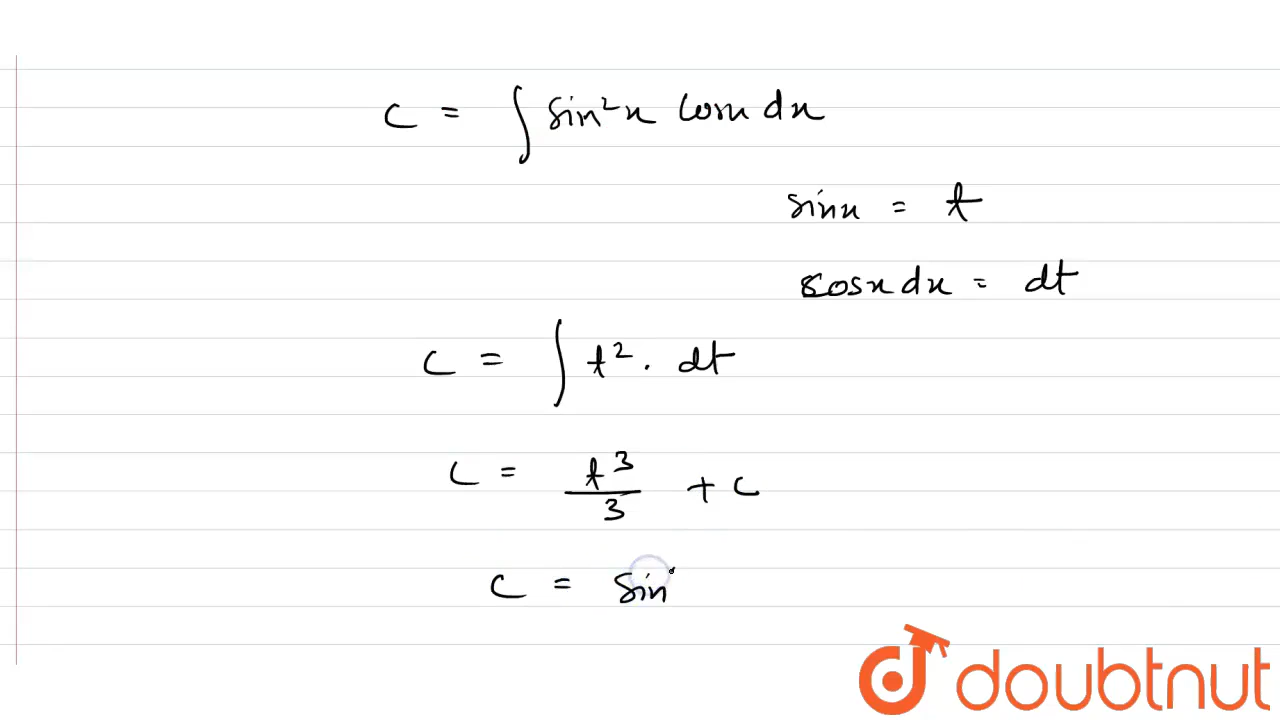 C = ∫ sin²x cosx dx
sinx = t
cosx dx = dt
C = ∫ t² . dt
C = t³/3 + C
C = sin
doubtnut